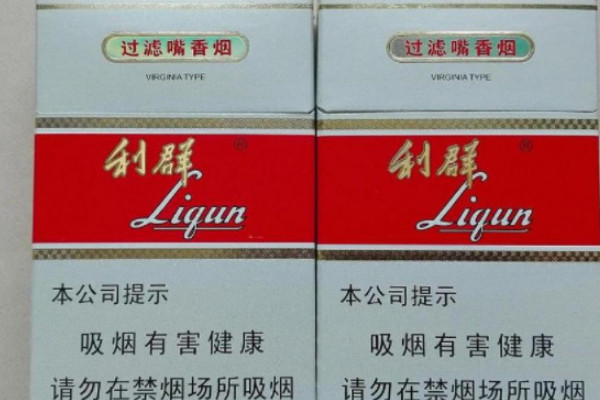 过滤嘴香烟
VIRGINIA TYPE
利群®
Liqun
本公司提示
吸烟有害健康
请勿在禁烟场所吸烟
过滤嘴香烟
VIRGINIA TYPE
利群®
Liqun
本公司提示
吸烟有害健康
请勿在禁烟场所吸烟